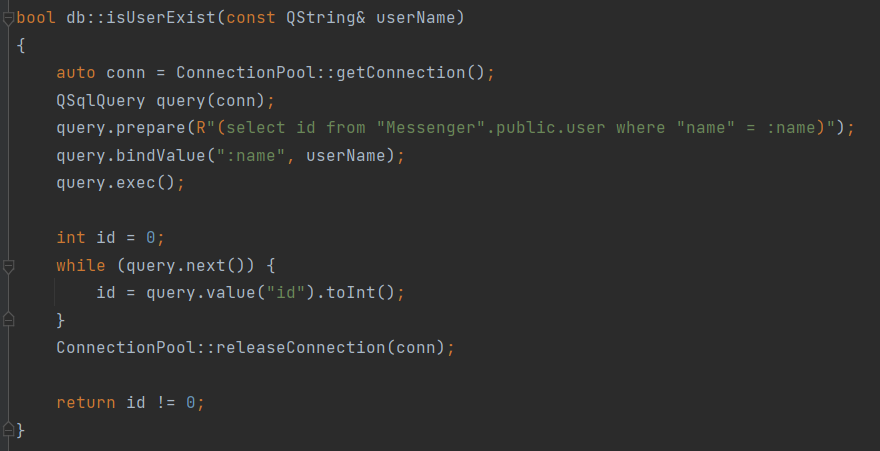 bool db::isUserExist(const QString& userName)
{
    auto conn = ConnectionPool::getConnection();
    QSqlQuery query(conn);
    query.prepare(R"(select id from "Messenger".public.user where "name" = :name)");
    query.bindValue(":name", userName);
    query.exec();

    int id = 0;
    while (query.next()) {
        id = query.value("id").toInt();
    }
    ConnectionPool::releaseConnection(conn);

    return id != 0;
}